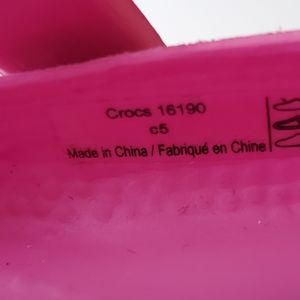 Crocs 16190
c5
Made in China / Fabriqué en Chine